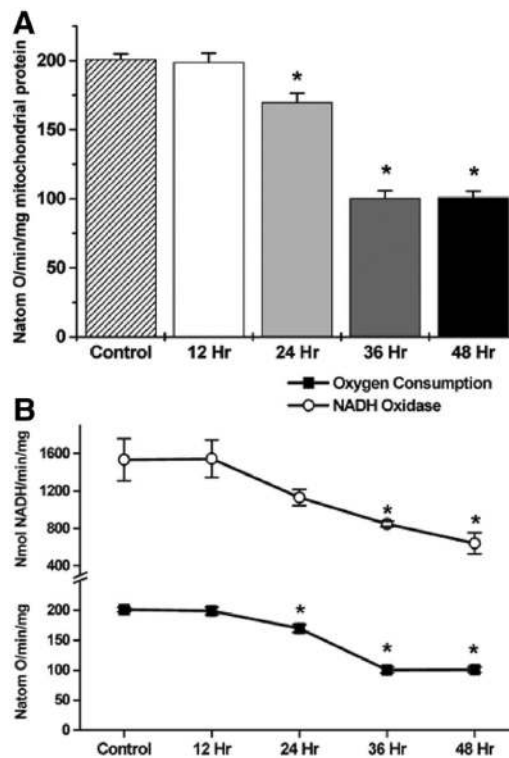 A
Natom O/min/mg mitochondrial protein
200
150
100
50
0
*
*
*
Control 12 Hr 24 Hr 36 Hr 48 Hr
Oxygen Consumption
NADH Oxidase
B
Nmol NADH/min/mg
1600
1200
800
400
*
*
Natom O/min/mg
200
150
100
50
0
*
*
*
Control 12 Hr 24 Hr 36 Hr 48 Hr